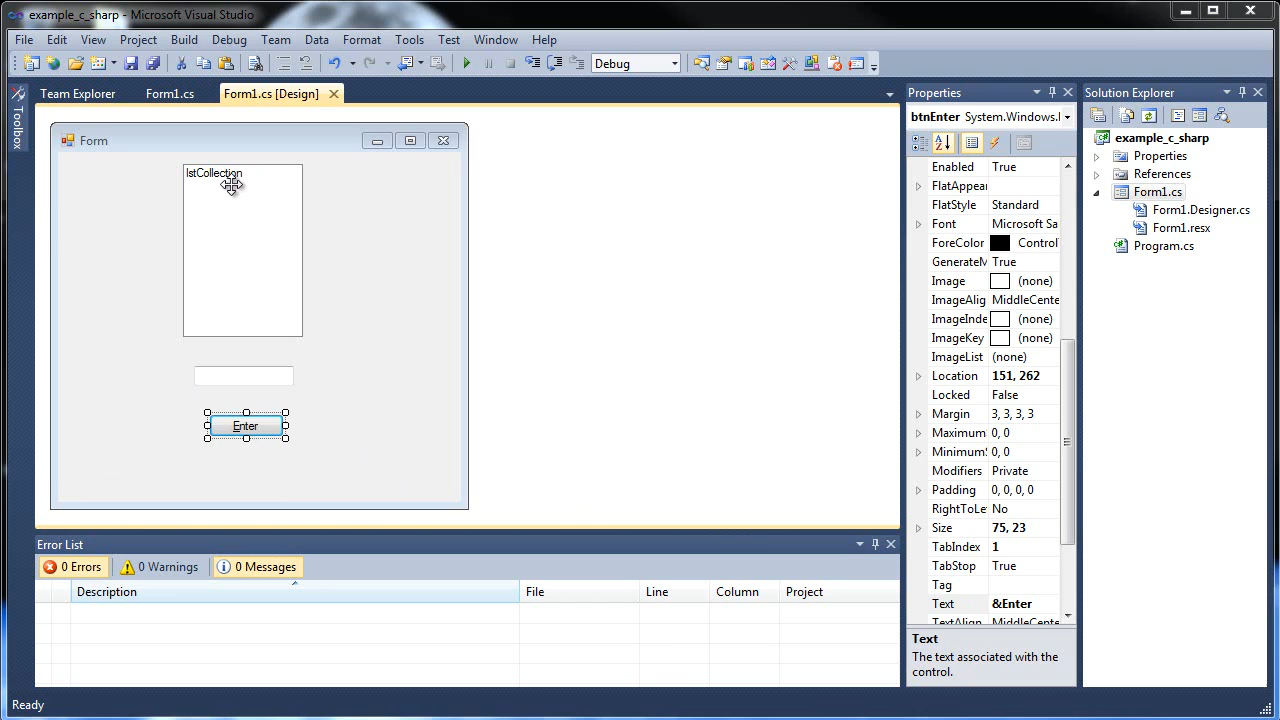 example_c_sharp - Microsoft Visual Studio
File Edit View Project Build Debug Team Data Format Tools Test Window Help
Debug
Toolbox
Team Explorer Form1.cs Form1.cs [Design]
Form
lstCollection
Enter
Error List
0 Errors 0 Warnings 0 Messages
Description File Line Column Project
Properties
btnEnter System.Windows.
Enabled True
FlatAppear
FlatStyle Standard
Font Microsoft Sa
ForeColor Control
GenerateM True
Image (none)
ImageAlig MiddleCente
ImageInde (none)
ImageKey (none)
ImageList (none)
Location 151, 262
Locked False
Margin 3, 3, 3, 3
Maximum 0, 0
MinimumS 0, 0
Modifiers Private
Padding 0, 0, 0, 0
RightToLe No
Size 75, 23
TabIndex 1
TabStop True
Tag
Text &Enter
TextAlign MiddleCente
Text
The text associated with the
control.
Solution Explorer
example_c_sharp
Properties
References
Form1.cs
Form1.Designer.cs
Form1.resx
Program.cs
Ready